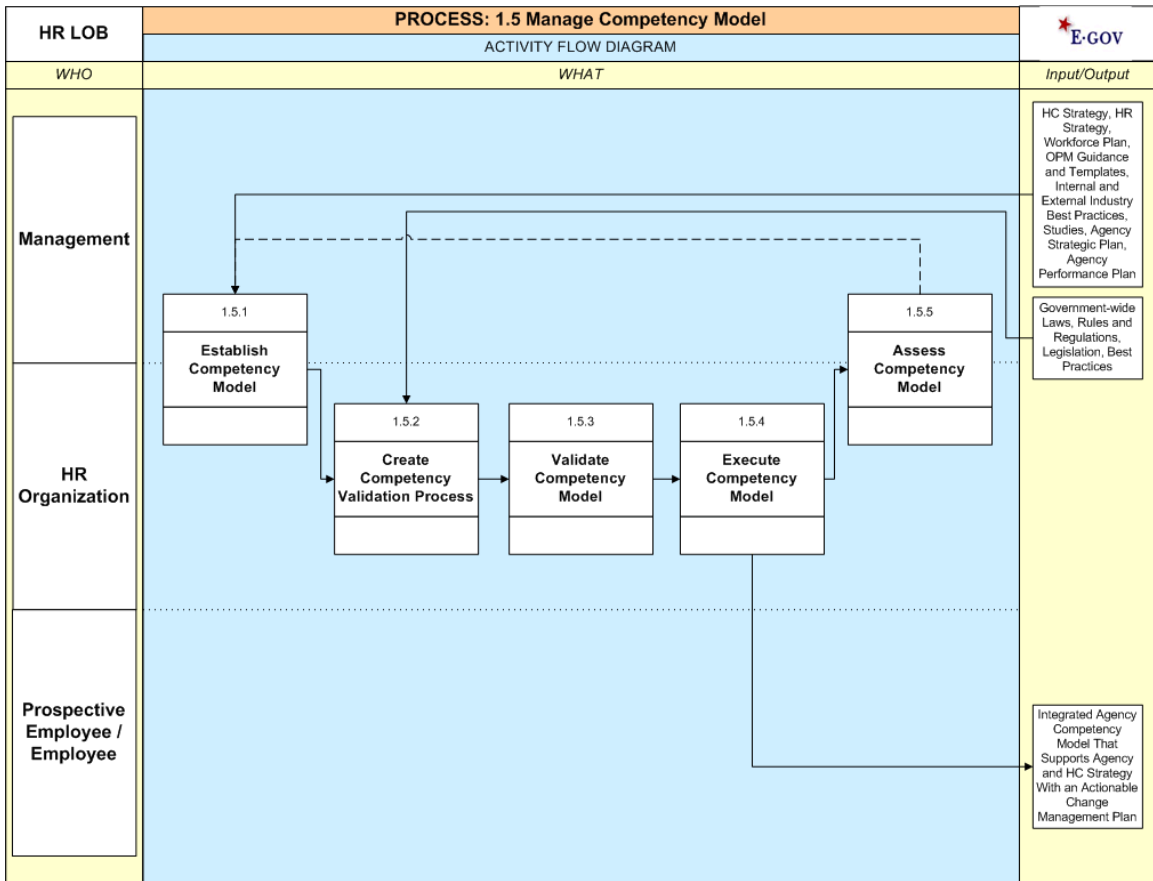 HR LOB
PROCESS: 1.5 Manage Competency Model
ACTIVITY FLOW DIAGRAM
E-GOV
WHO
WHAT
Input/Output
Management
HR
Organization
Prospective
Employee /
Employee
1.5.1
Establish
Competency
Model
1.5.2
Create
Competency
Validation Process
1.5.3
Validate
Competency
Model
1.5.4
Execute
Competency
Model
1.5.5
Assess
Competency
Model
HC Strategy, HR
Strategy,
Workforce Plan,
OPM Guidance
and Templates,
Internal and
External Industry
Best Practices,
Studies, Agency
Strategic Plan,
Agency
Performance Plan
Government-wide
Laws, Rules and
Regulations,
Legislation, Best
Practices
Integrated Agency
Competency
Model That
Supports Agency
and HC Strategy
With an Actionable
Change
Management Plan